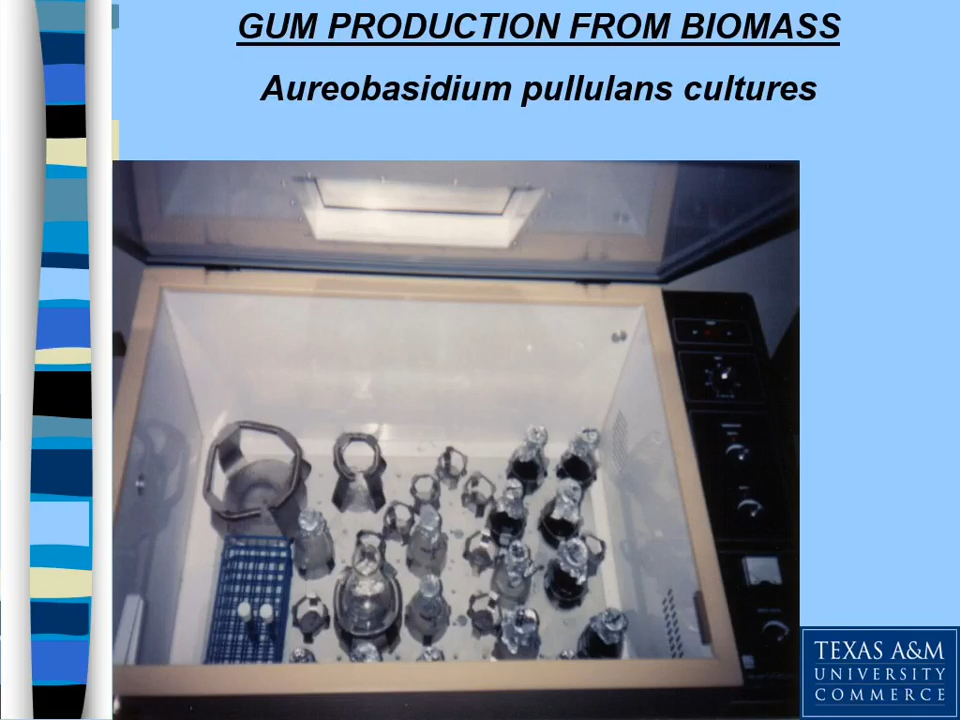 GUM PRODUCTION FROM BIOMASS
Aureobasidium pullulans cultures
TEXAS A&M
UNIVERSITY
COMMERCE